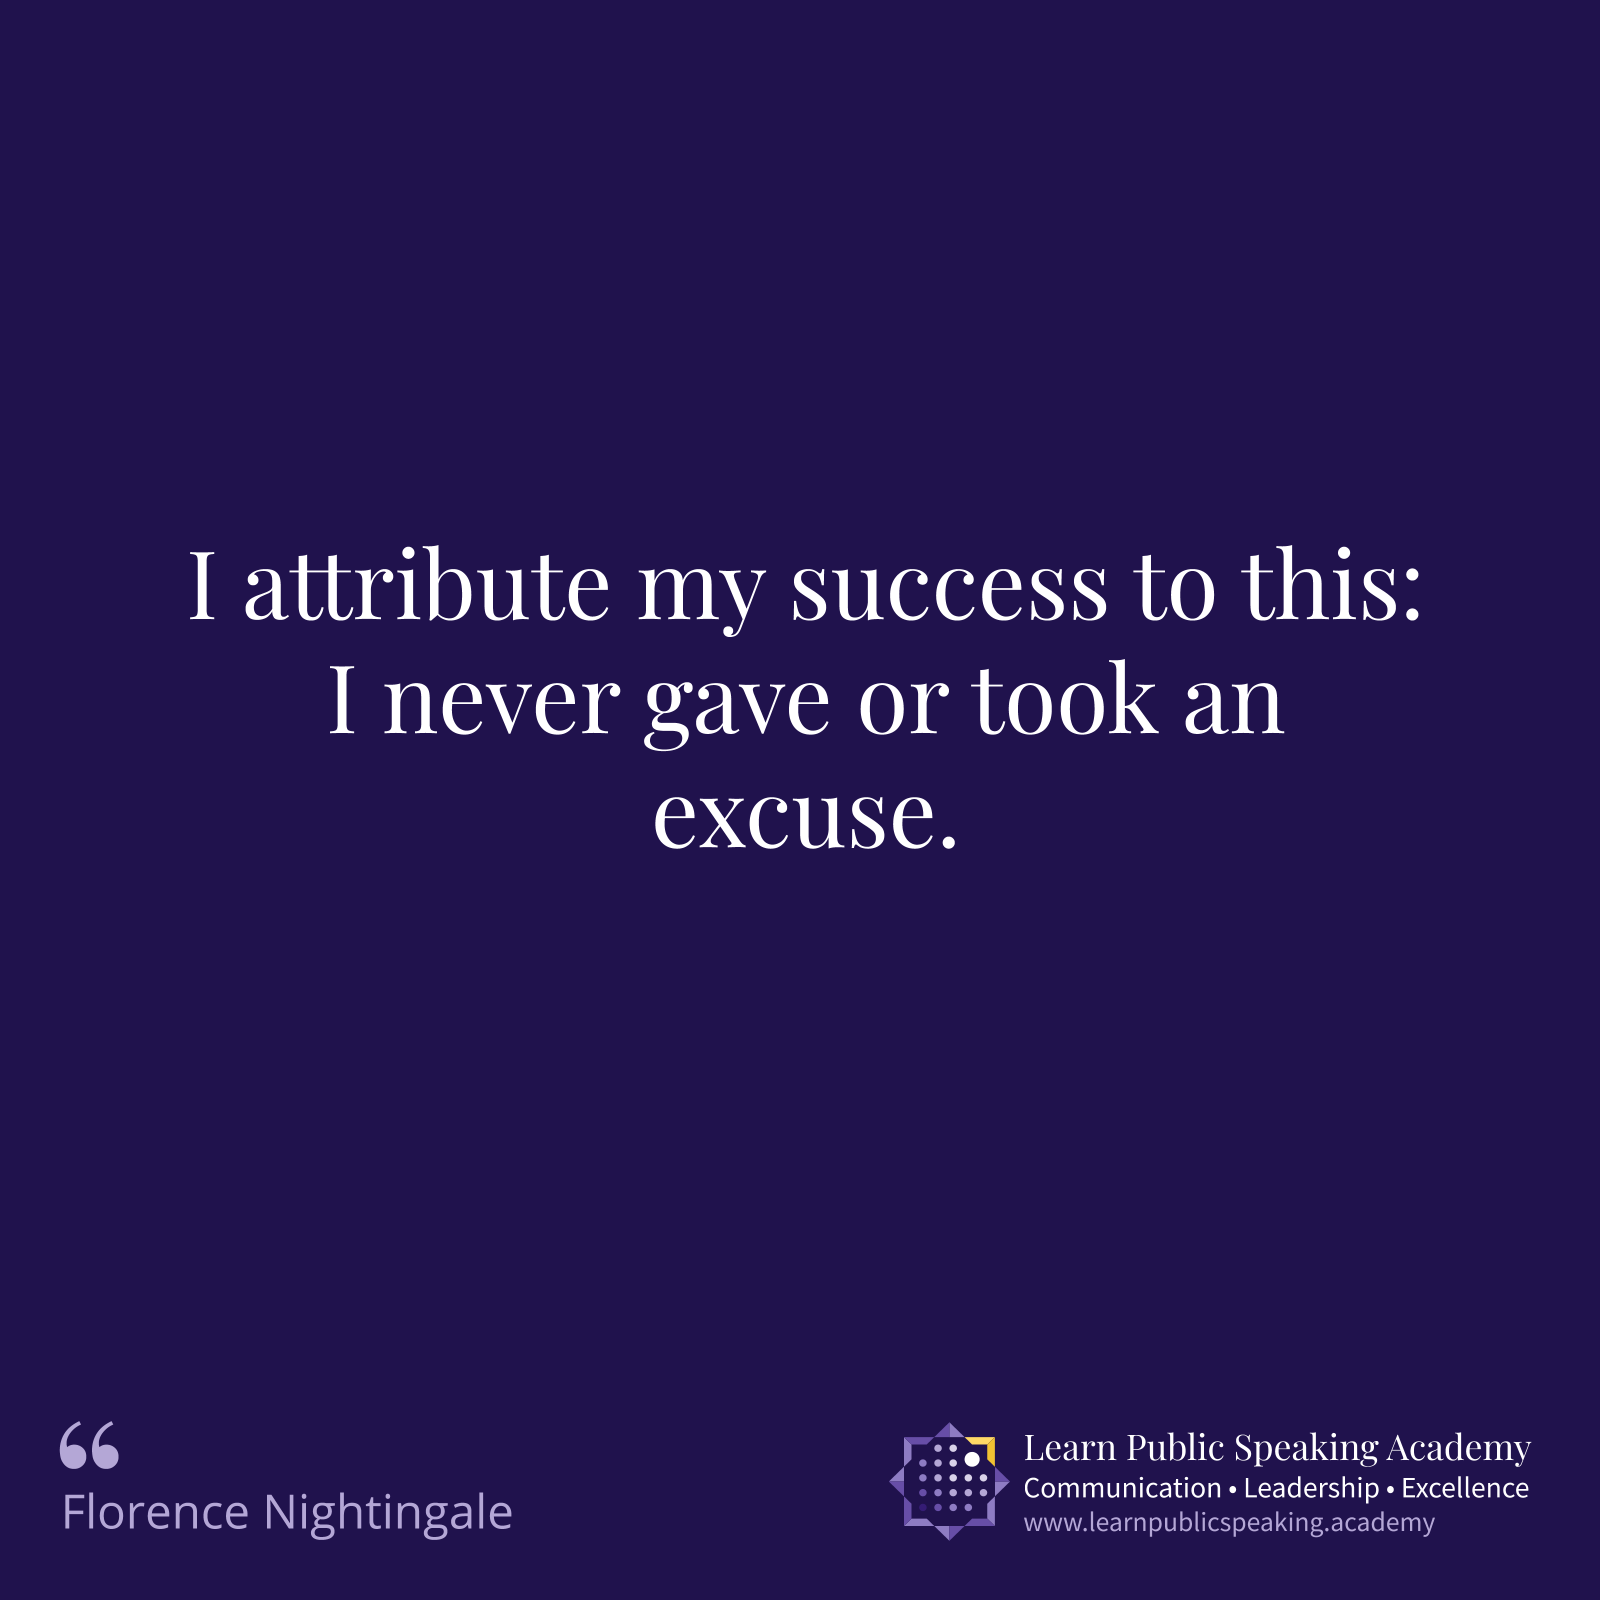 I attribute my success to this:
I never gave or took an
excuse.
“
Florence Nightingale
Learn Public Speaking Academy
Communication • Leadership • Excellence
www.learnpublicspeaking.academy